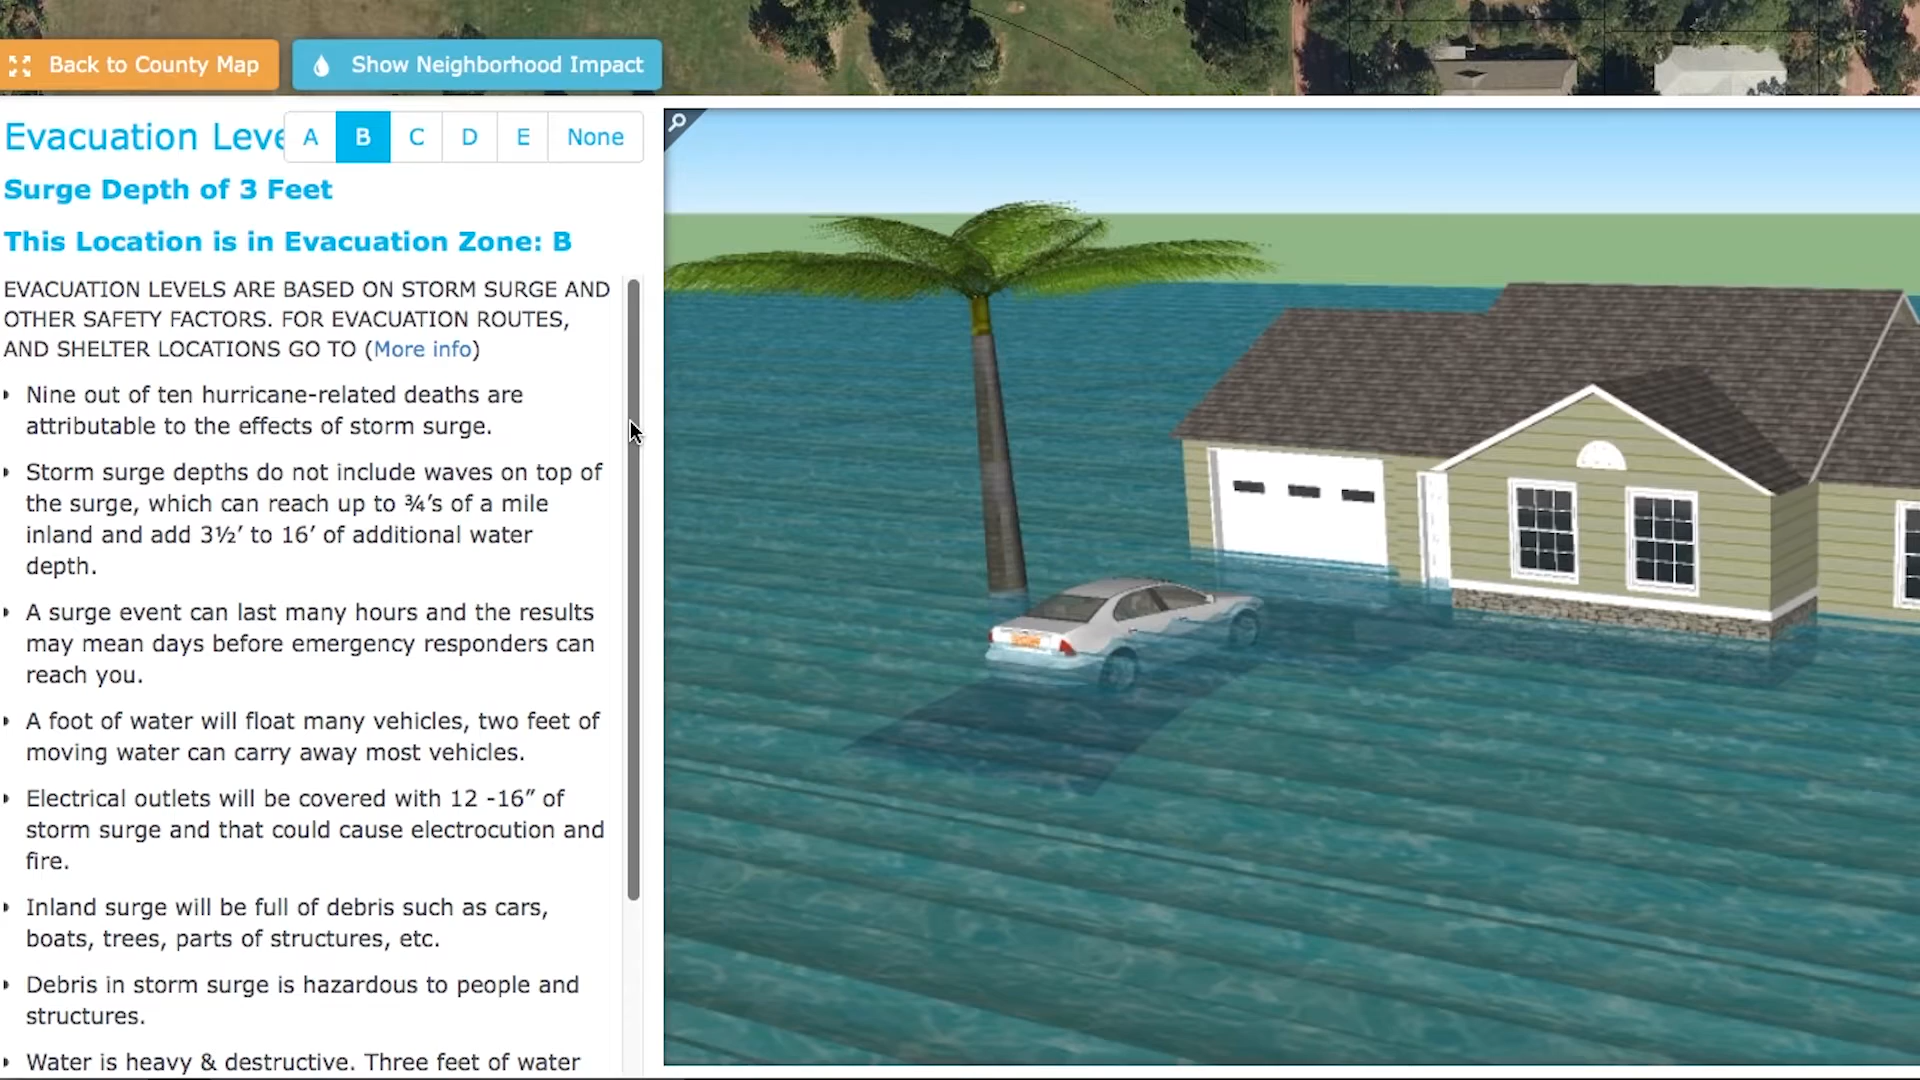 Back to County Map
Show Neighborhood Impact
Evacuation Leve
A
B
C
D
E
None
Surge Depth of 3 Feet
This Location is in Evacuation Zone: B
EVACUATION LEVELS ARE BASED ON STORM SURGE AND
OTHER SAFETY FACTORS. FOR EVACUATION ROUTES,
AND SHELTER LOCATIONS GO TO (More info)
Nine out of ten hurricane-related deaths are
attributable to the effects of storm surge.
Storm surge depths do not include waves on top of
the surge, which can reach up to ¾’s of a mile
inland and add 3½’ to 16’ of additional water
depth.
A surge event can last many hours and the results
may mean days before emergency responders can
reach you.
A foot of water will float many vehicles, two feet of
moving water can carry away most vehicles.
Electrical outlets will be covered with 12 -16” of
storm surge and that could cause electrocution and
fire.
Inland surge will be full of debris such as cars,
boats, trees, parts of structures, etc.
Debris in storm surge is hazardous to people and
structures.
Water is heavy & destructive. Three feet of water